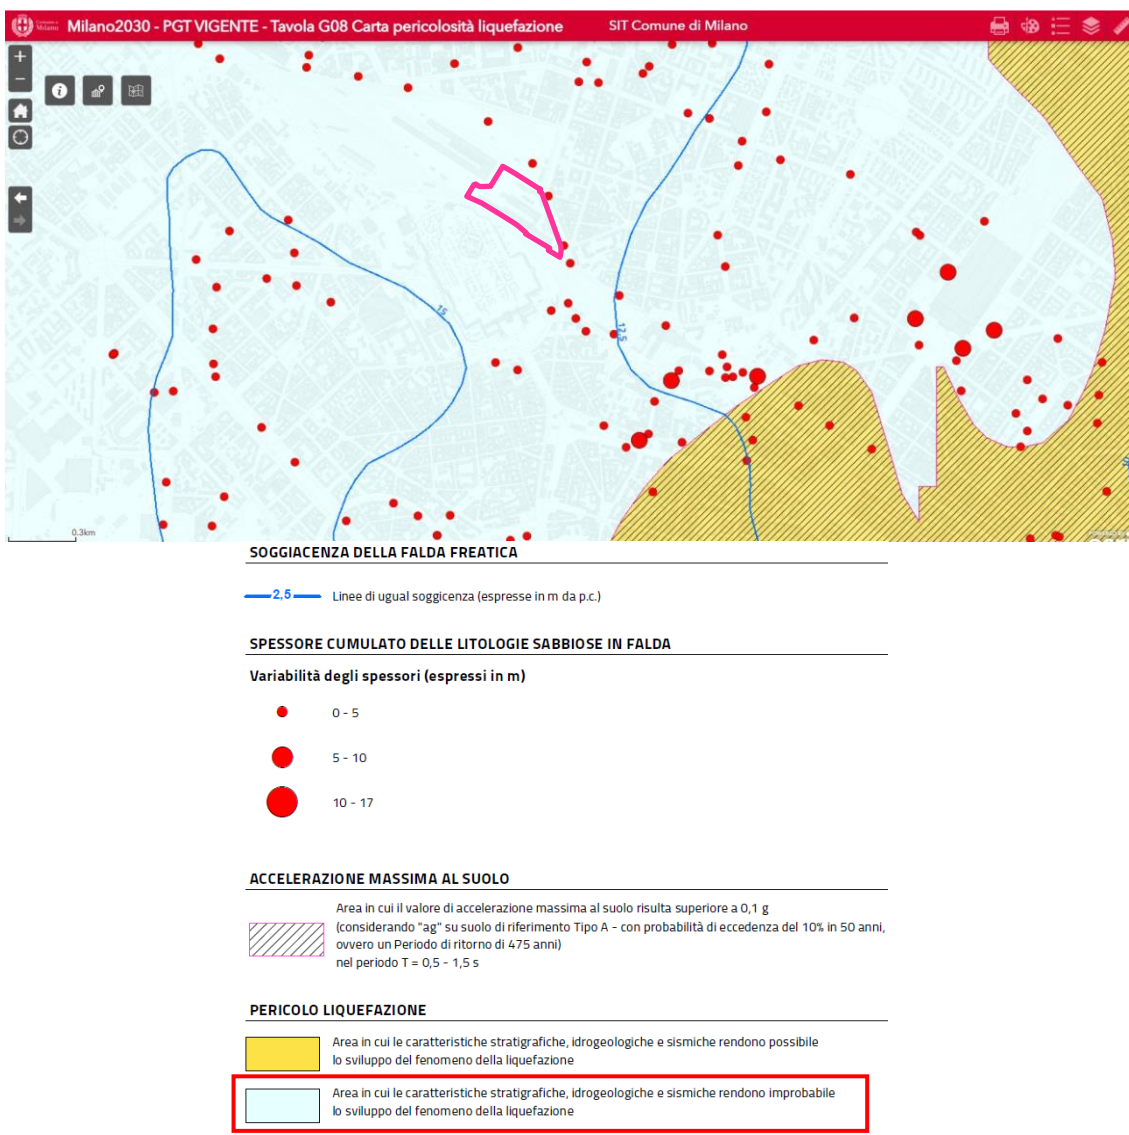 Comune di
Milano
Milano2030 - PGT VIGENTE - Tavola G08 Carta pericolosità liquefazione
SIT Comune di Milano
15
12.5
0.3km
SOGGIACENZA DELLA FALDA FREATICA
2,5
Linee di ugual soggicenza (espresse in m da p.c.)
SPESSORE CUMULATO DELLE LITOLOGIE SABBIOSE IN FALDA
Variabilità degli spessori (espressi in m)
0 - 5
5 - 10
10 - 17
ACCELERAZIONE MASSIMA AL SUOLO
Area in cui il valore di accelerazione massima al suolo risulta superiore a 0,1 g
(considerando "ag" su suolo di riferimento Tipo A - con probabilità di eccedenza del 10% in 50 anni,
ovvero un Periodo di ritorno di 475 anni)
nel periodo T = 0,5 - 1,5 s
PERICOLO LIQUEFAZIONE
Area in cui le caratteristiche stratigrafiche, idrogeologiche e sismiche rendono possibile
lo sviluppo del fenomeno della liquefazione
Area in cui le caratteristiche stratigrafiche, idrogeologiche e sismiche rendono improbabile
lo sviluppo del fenomeno della liquefazione